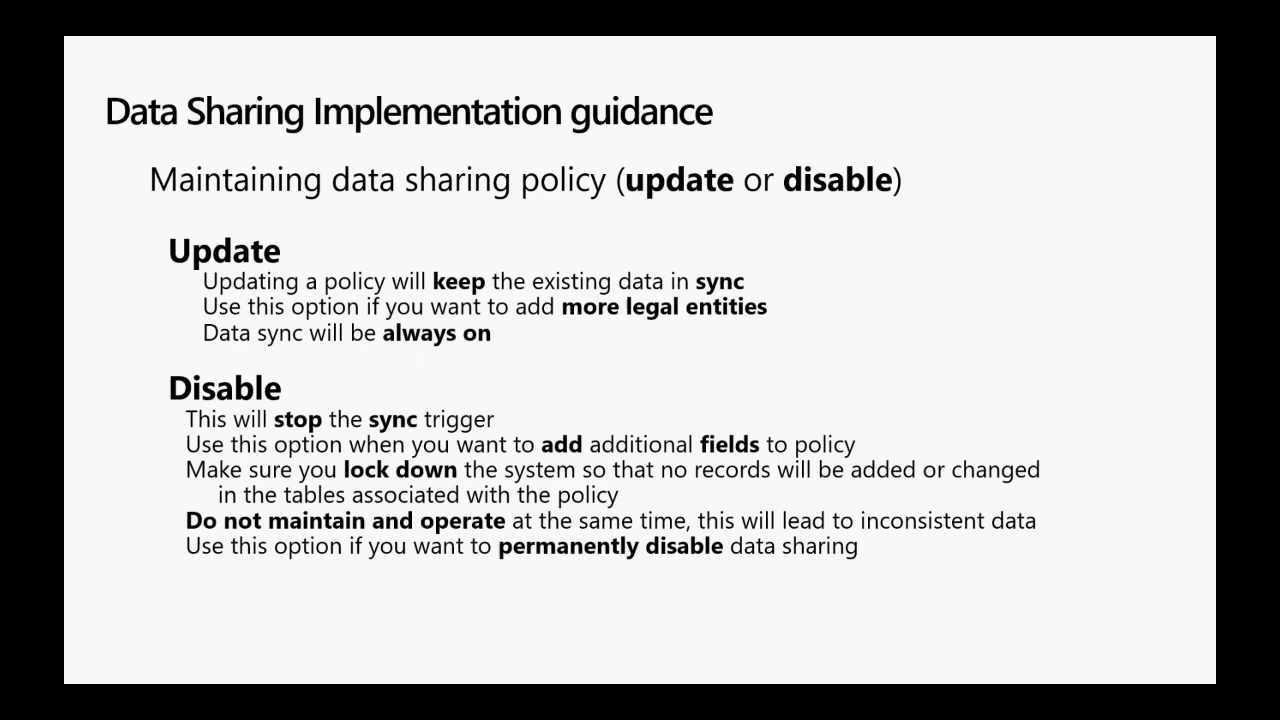 Data Sharing Implementation guidance
Maintaining data sharing policy (update or disable)
Update
Updating a policy will keep the existing data in sync
Use this option if you want to add more legal entities
Data sync will be always on
Disable
This will stop the sync trigger
Use this option when you want to add additional fields to policy
Make sure you lock down the system so that no records will be added or changed
in the tables associated with the policy
Do not maintain and operate at the same time, this will lead to inconsistent data
Use this option if you want to permanently disable data sharing